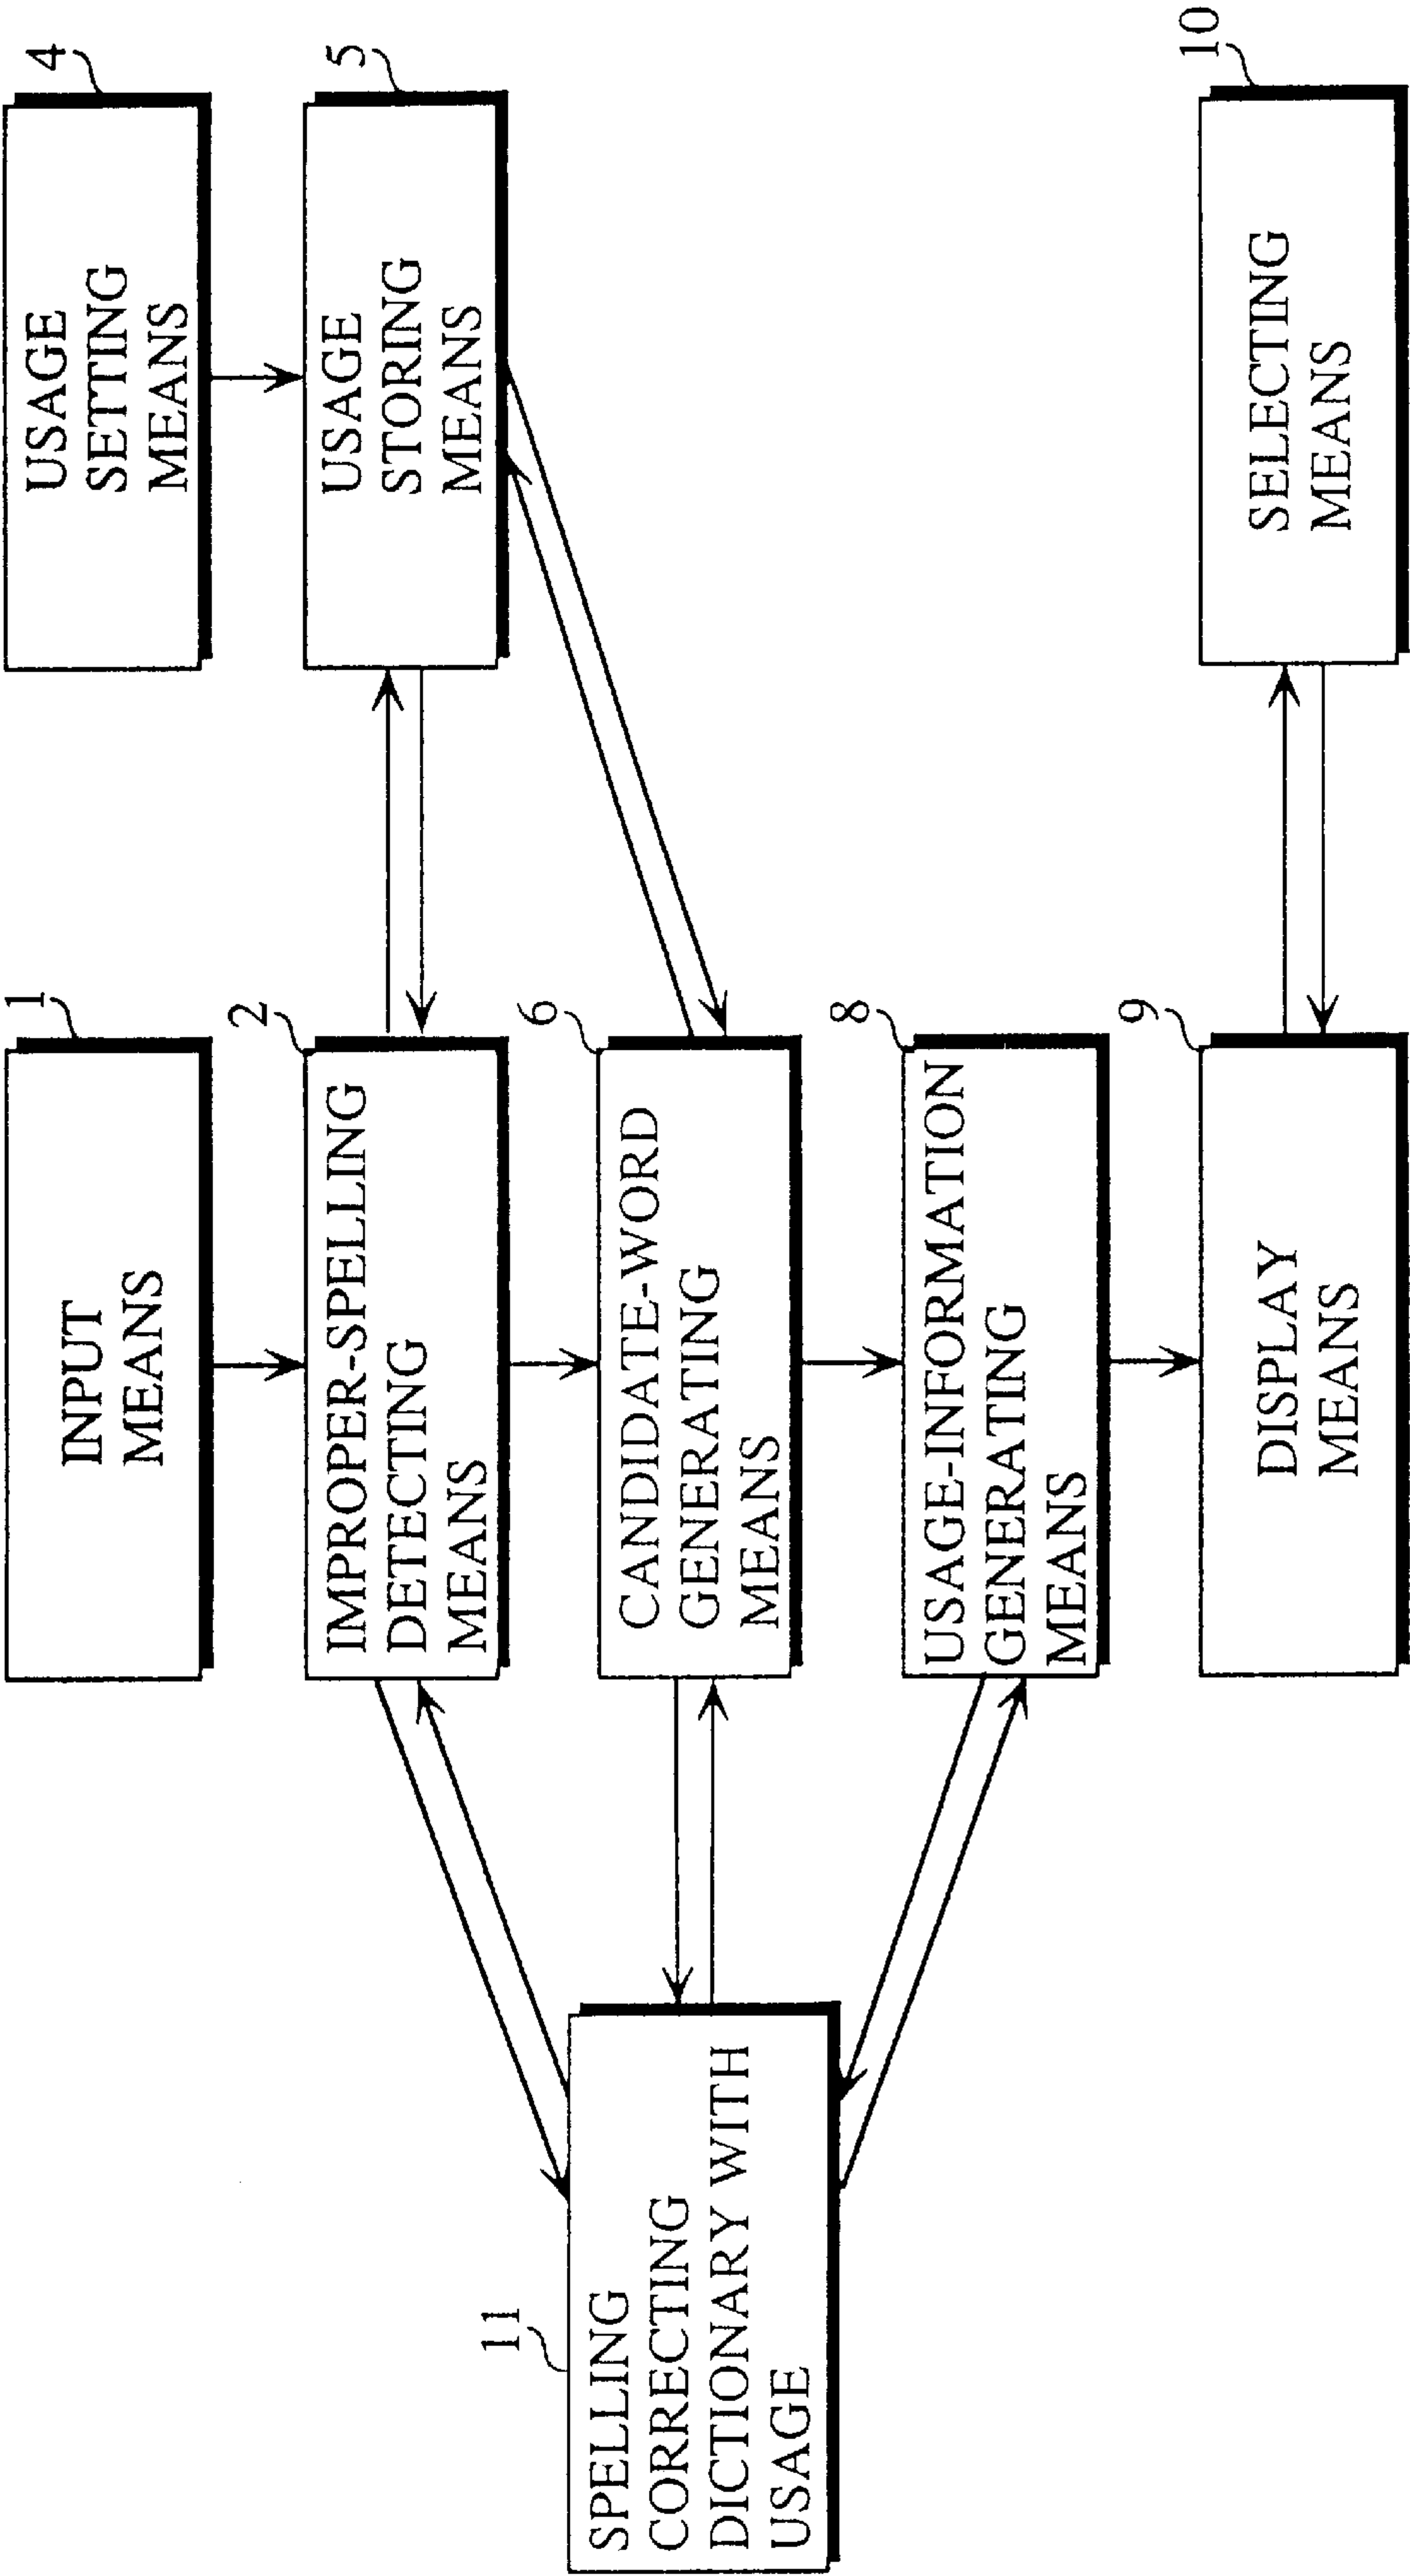 1
INPUT
MEANS
4
USAGE
SETTING
MEANS
2
IMPROPER-SPELLING
DETECTING
MEANS
5
USAGE
STORING
MEANS
11
SPELLING
CORRECTING
DICTIONARY WITH
USAGE
6
CANDIDATE-WORD
GENERATING
MEANS
8
USAGE-INFORMATION
GENERATING
MEANS
9
DISPLAY
MEANS
10
SELECTING
MEANS